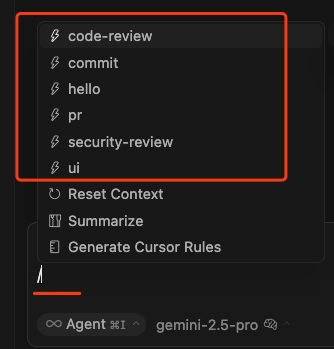 code-review
commit
hello
pr
security-review
ui
Reset Context
Summarize
Generate Cursor Rules
/
Agent ⌘I
gemini-2.5-pro